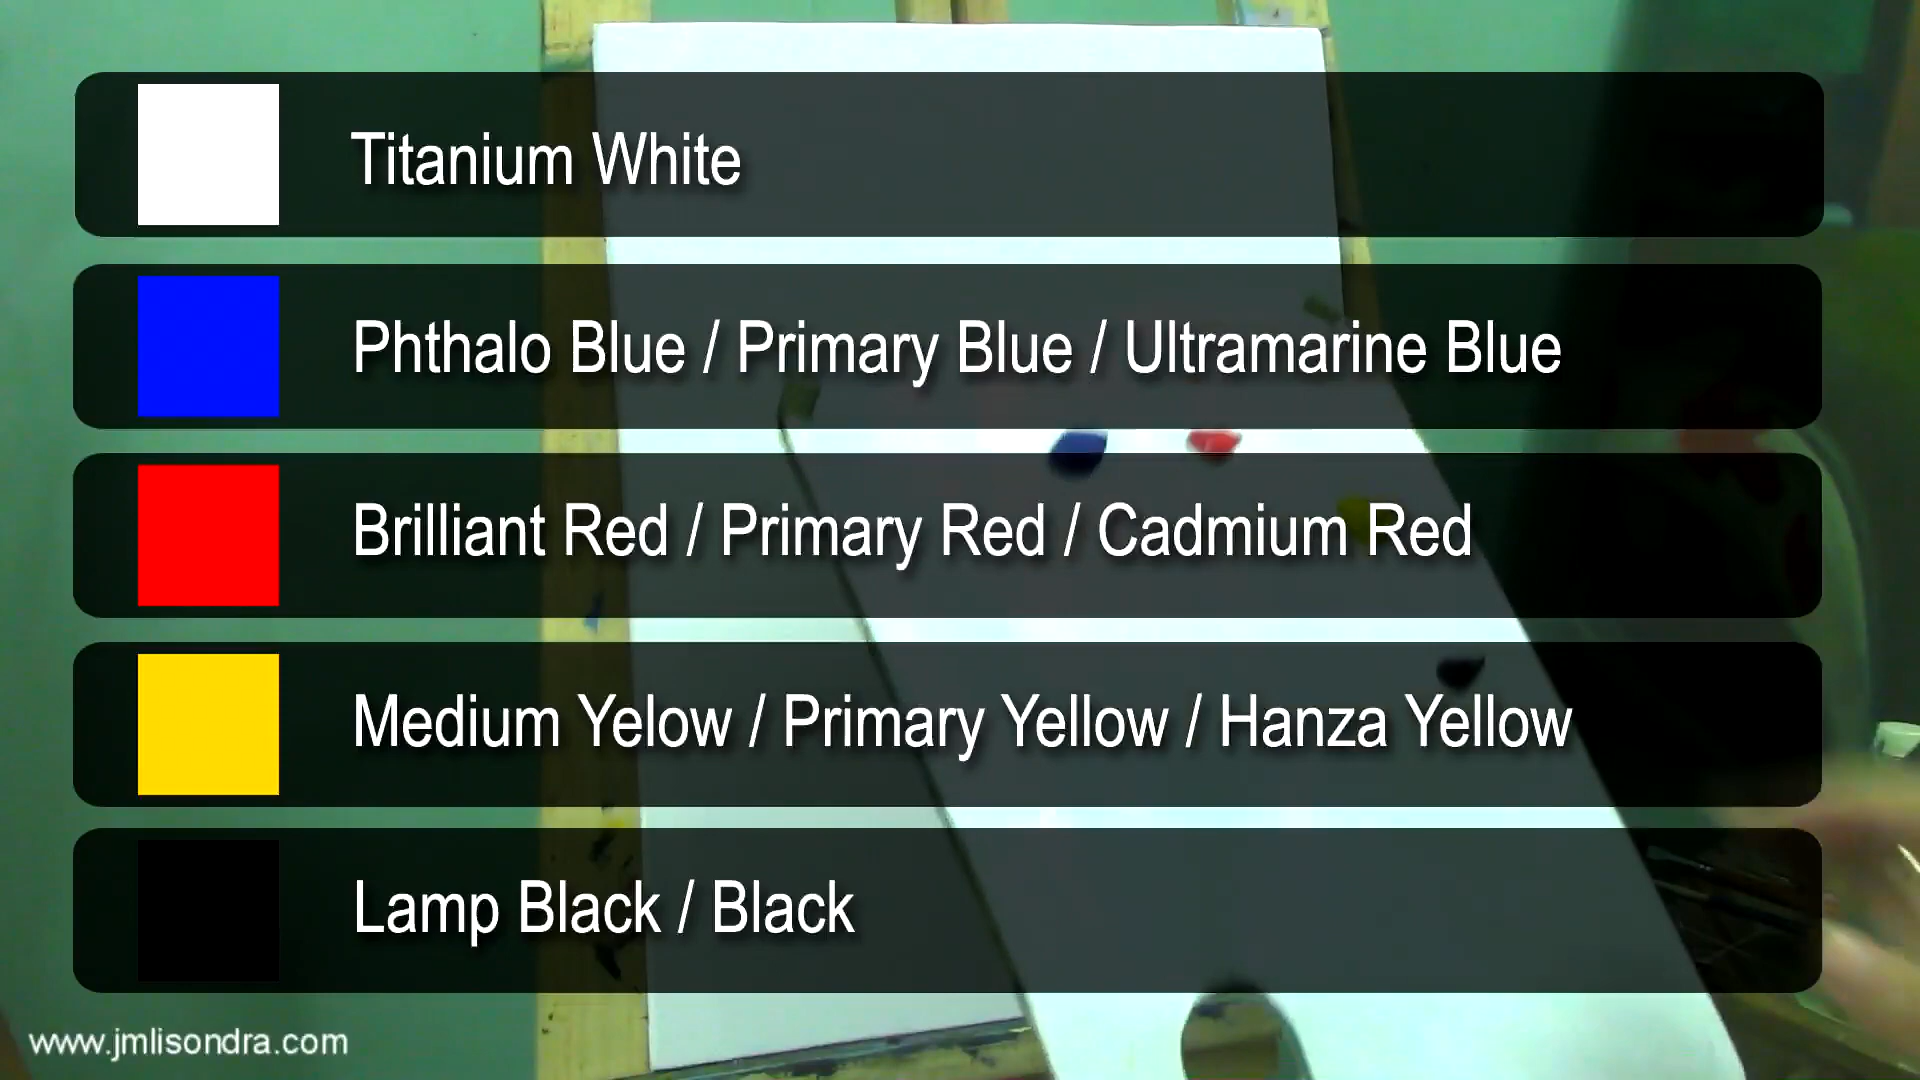 Titanium White
Phthalo Blue / Primary Blue / Ultramarine Blue
Brilliant Red / Primary Red / Cadmium Red
Medium Yelow / Primary Yellow / Hanza Yellow
Lamp Black / Black
www.jmlisondra.com